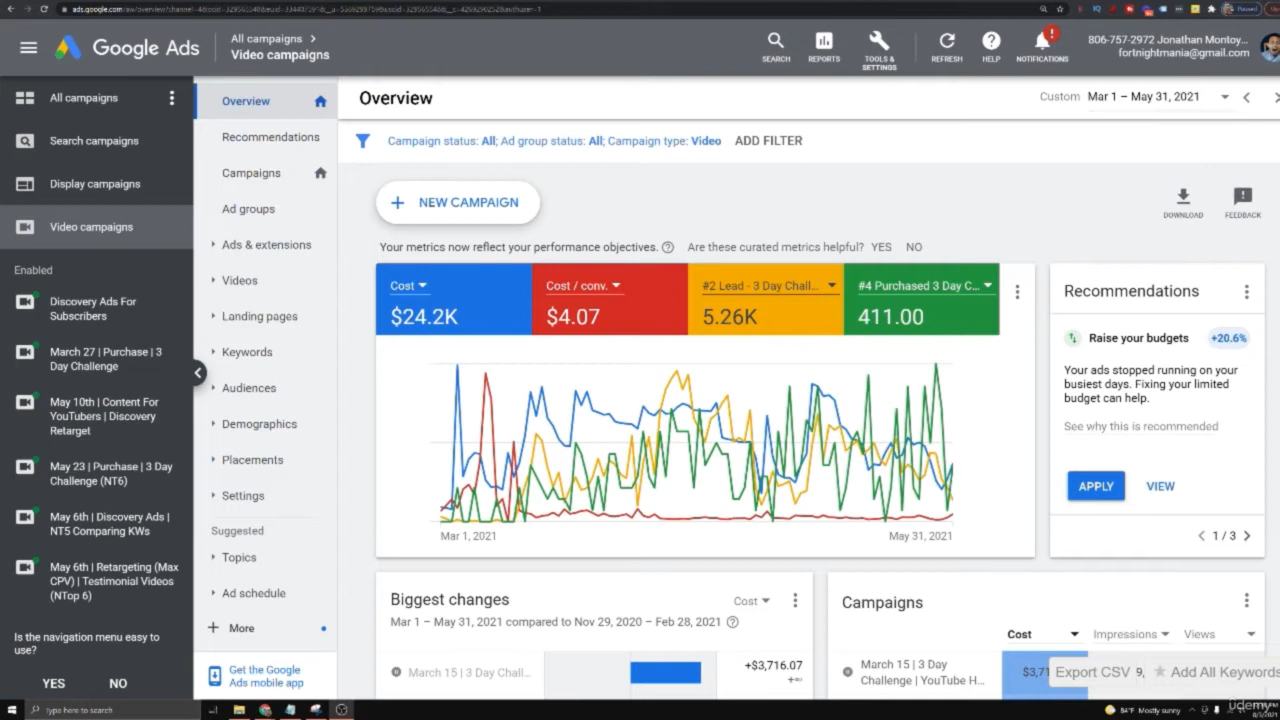 Google Ads
All campaigns >
Video campaigns
SEARCH
REPORTS
TOOLS &
SETTINGS
REFRESH
HELP
!
NOTIFICATIONS
806-757-2972 Jonathan Montoy...
fortnightmania@gmail.com
Paused
All campaigns
Search campaigns
Display campaigns
Video campaigns
Enabled
Discovery Ads For
Subscribers
March 27 | Purchase | 3
Day Challenge
May 10th | Content For
YouTubers | Discovery
Retarget
May 23 | Purchase | 3 Day
Challenge (NT6)
May 6th | Discovery Ads |
NT5 Comparing KWs
May 6th | Retargeting (Max
CPV) | Testimonial Videos
(NTop 6)
Is the navigation menu easy to
use?
YES NO
Overview
Recommendations
Campaigns
Ad groups
Ads & extensions
Videos
Landing pages
Keywords
Audiences
Demographics
Placements
Settings
Suggested
Topics
Ad schedule
+ More
Get the Google
Ads mobile app
Overview
Custom Mar 1 – May 31, 2021
Campaign status: All; Ad group status: All; Campaign type: Video ADD FILTER
+ NEW CAMPAIGN
DOWNLOAD
FEEDBACK
Your metrics now reflect your performance objectives. ? Are these curated metrics helpful? YES NO
Cost
$24.2K
Cost / conv.
$4.07
#2 Lead - 3 Day Chall...
5.26K
#4 Purchased 3 Day C...
411.00
Mar 1, 2021 May 31, 2021
Recommendations
Raise your budgets +20.6%
Your ads stopped running on your
busiest days. Fixing your limited
budget can help.
See why this is recommended
APPLY VIEW
< 1 / 3 >
Biggest changes
Cost
Mar 1 – May 31, 2021 compared to Nov 29, 2020 – Feb 28, 2021 ?
March 15 | 3 Day Chall...
+$3,716.07
+∞
Campaigns
Cost Impressions Views
March 15 | 3 Day
Challenge | YouTube H...
$3,71
Export CSV
9,
Add All Keywords
Type here to search
84°F Mostly sunny
udemy